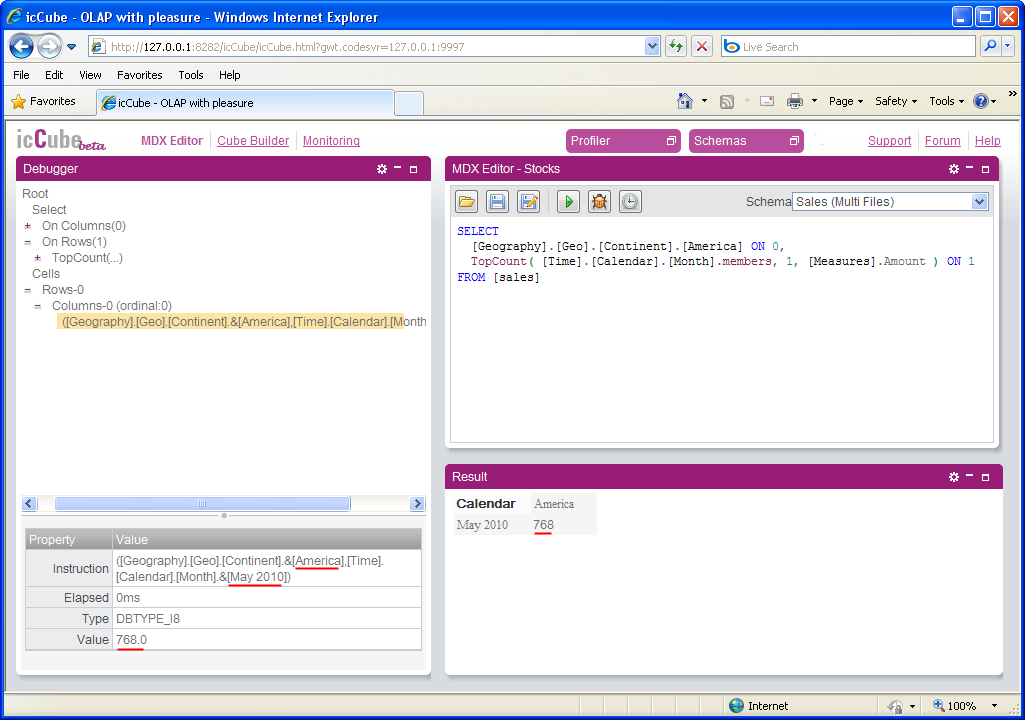 icCube - OLAP with pleasure - Windows Internet Explorer
http://127.0.0.1:8282/icCube/icCube.html?gwt.codesvr=127.0.0.1:9997
Live Search
File Edit View Favorites Tools Help
Favorites icCube - OLAP with pleasure Page Safety Tools »
icCube beta MDX Editor Cube Builder Monitoring Profiler Schemas Support Forum Help
Debugger
Root
Select
+ On Columns(0)
- On Rows(1)
+ TopCount(...)
Cells
- Rows-0
- Columns-0 (ordinal:0)
([Geography].[Geo].[Continent].&[America],[Time].[Calendar].[Month
Property Value
Instruction ([Geography].[Geo].[Continent].&[America],[Time].
[Calendar].[Month].&[May 2010])
Elapsed 0ms
Type DBTYPE_I8
Value 768.0
MDX Editor - Stocks
Schema Sales (Multi Files)
SELECT
[Geography].[Geo].[Continent].[America] ON 0,
TopCount( [Time].[Calendar].[Month].members, 1, [Measures].Amount ) ON 1
FROM [sales]
Result
Calendar America
May 2010 768
Internet 100%